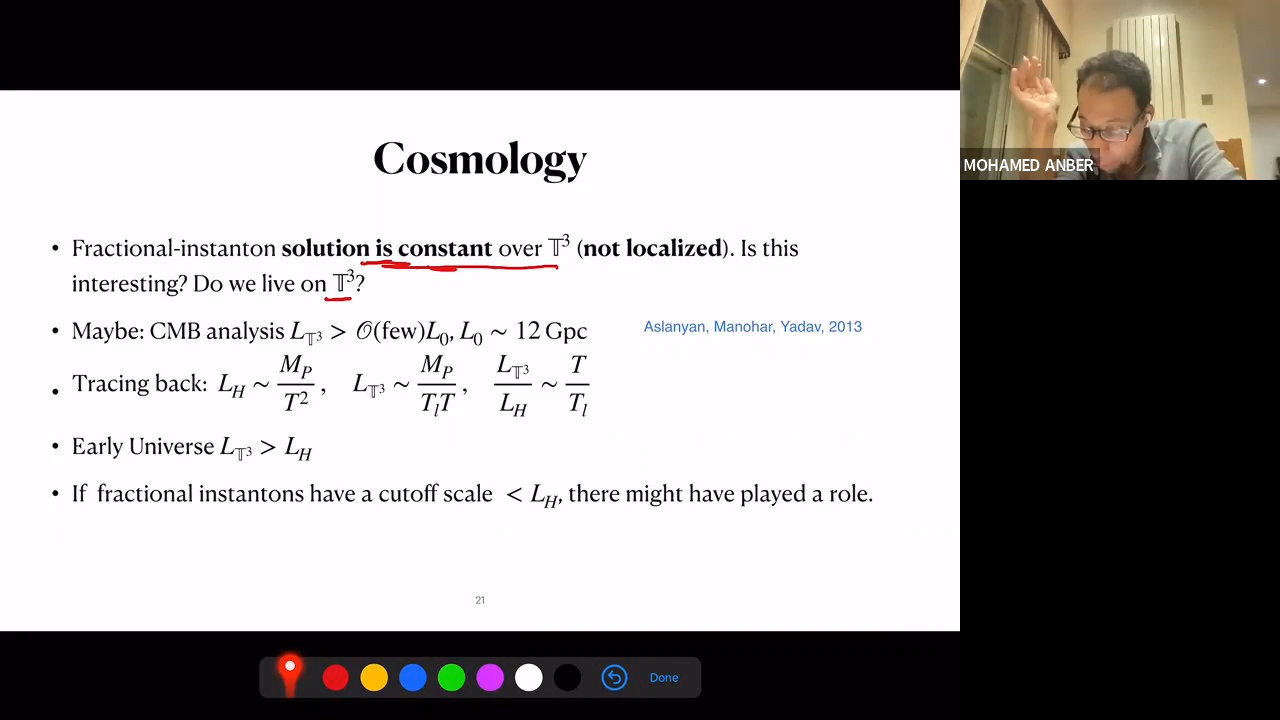 Cosmology
• Fractional-instanton solution is constant over 𝕋³ (not localized). Is this
interesting? Do we live on 𝕋³?
• Maybe: CMB analysis L_𝕋³ > 𝒪(few)L₀, L₀ ∼ 12 Gpc
Aslanyan, Manohar, Yadav, 2013
• Tracing back: L_H ∼ M_P/T², L_𝕋³ ∼ M_P/(T_l T), L_𝕋³/L_H ∼ T/T_l
• Early Universe L_𝕋³ > L_H
• If fractional instantons have a cutoff scale < L_H, there might have played a role.
21
MOHAMED ANBER
Done